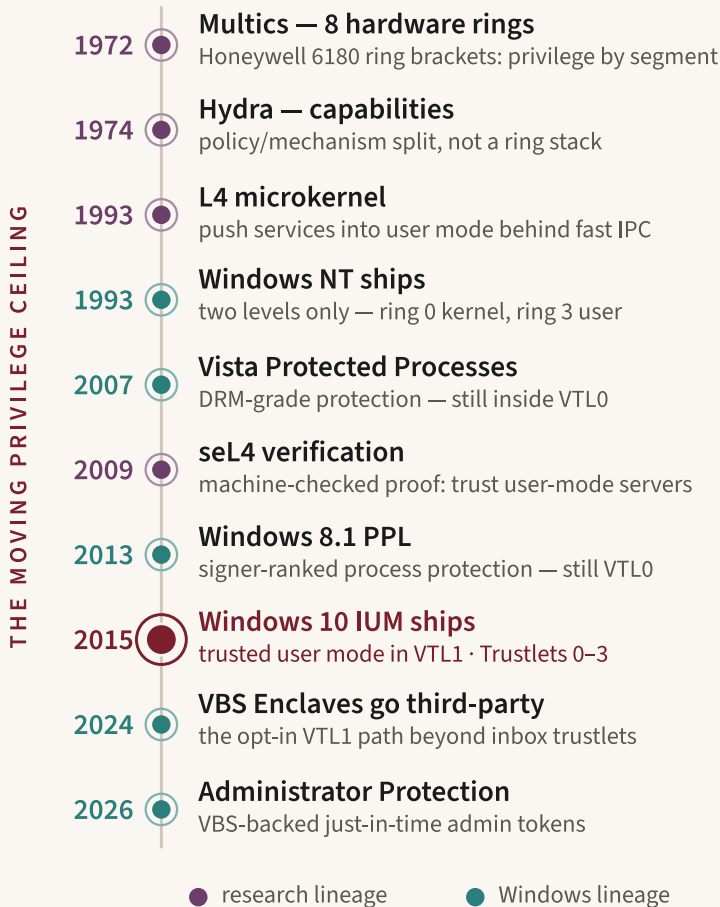 THE MOVING PRIVILEGE CEILING
1972
Multics — 8 hardware rings
Honeywell 6180 ring brackets: privilege by segment
1974
Hydra — capabilities
policy/mechanism split, not a ring stack
1993
L4 microkernel
push services into user mode behind fast IPC
1993
Windows NT ships
two levels only — ring 0 kernel, ring 3 user
2007
Vista Protected Processes
DRM-grade protection — still inside VTL0
2009
seL4 verification
machine-checked proof: trust user-mode servers
2013
Windows 8.1 PPL
signer-ranked process protection — still VTL0
2015
Windows 10 IUM ships
trusted user mode in VTL1 · Trustlets 0–3
2024
VBS Enclaves go third-party
the opt-in VTL1 path beyond inbox trustlets
2026
Administrator Protection
VBS-backed just-in-time admin tokens
research lineage
Windows lineage